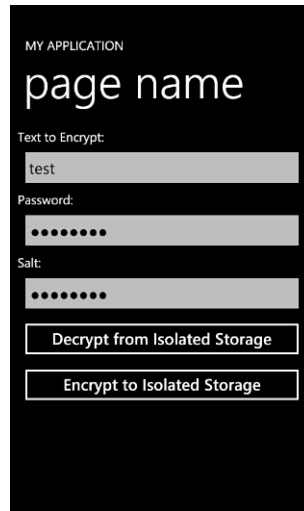 MY APPLICATION
page name
Text to Encrypt:
test
Password:
●●●●●●●●
Salt:
●●●●●●●●
Decrypt from Isolated Storage
Encrypt to Isolated Storage